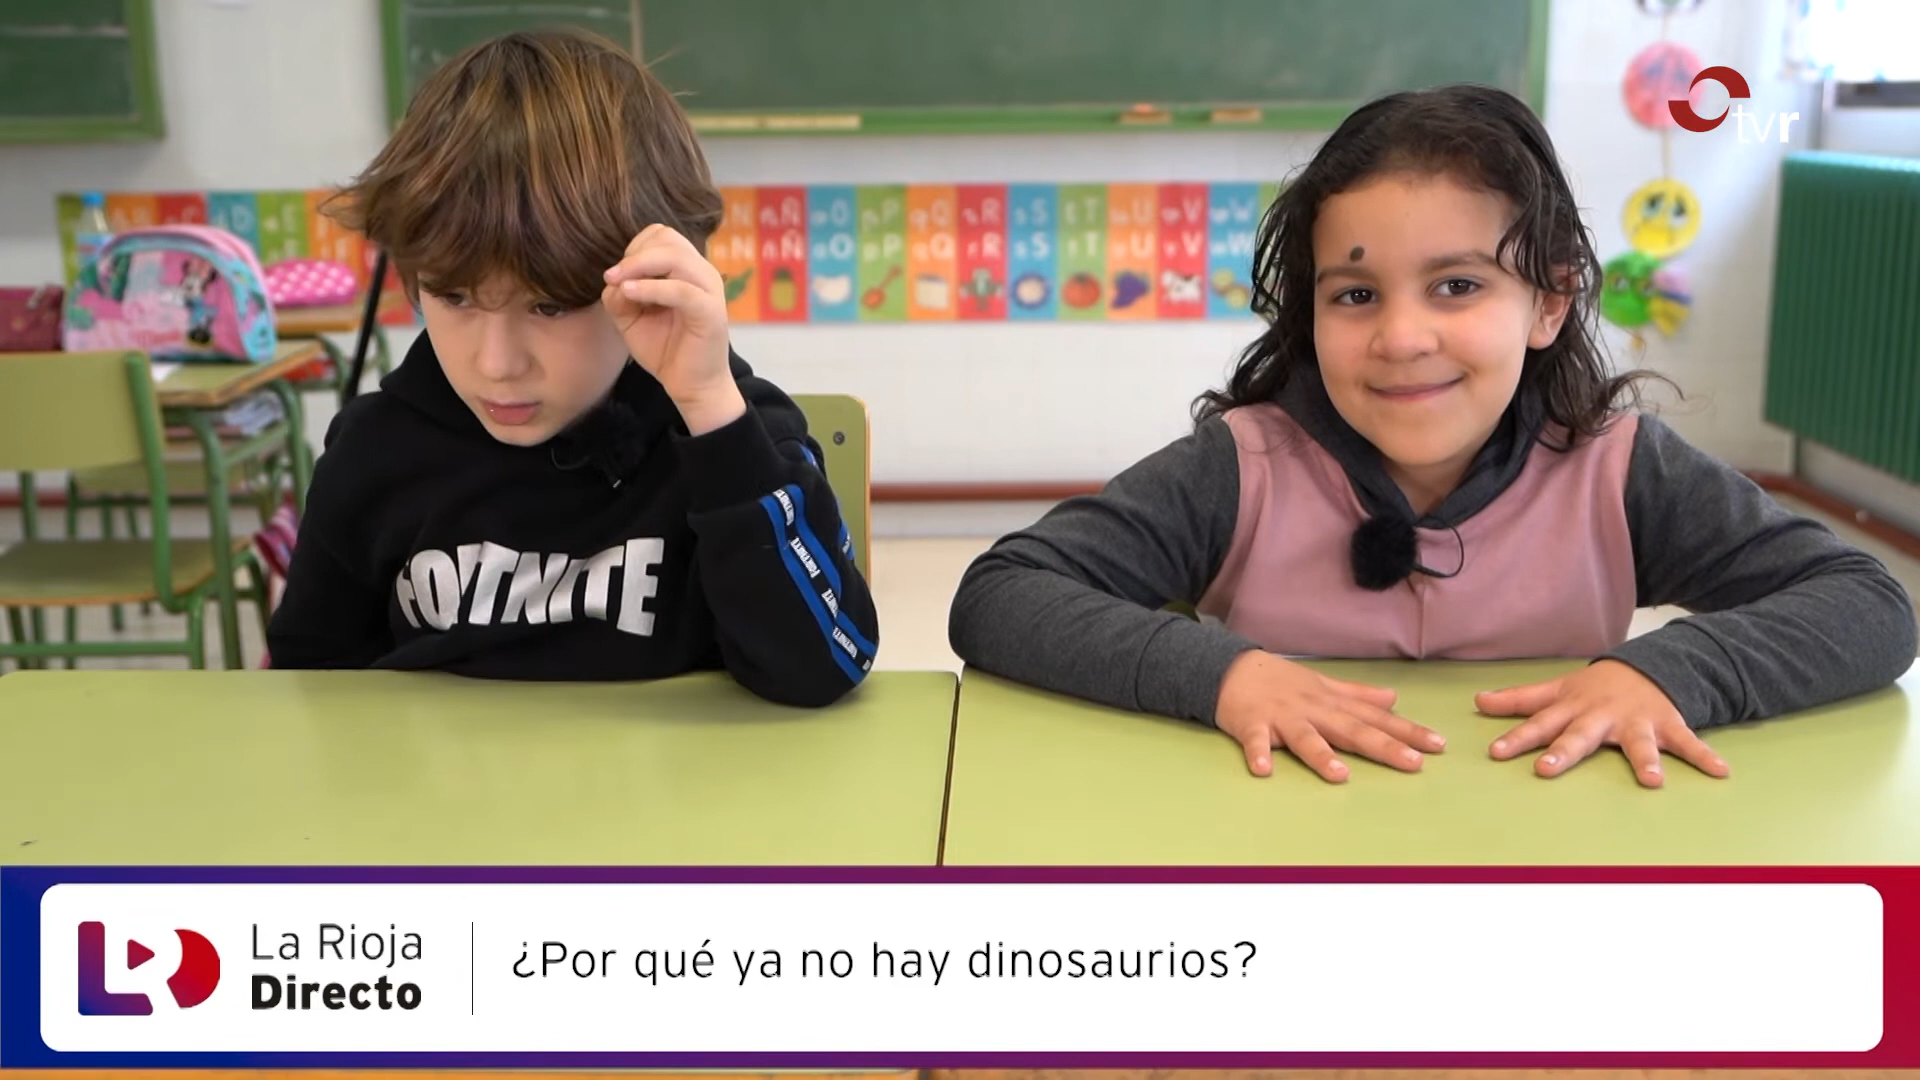 tvr
N Ñ O P Q R S T U V W
N Ñ O P Q R S T U V W
FORTNITE
La Rioja
Directo
¿Por qué ya no hay dinosaurios?